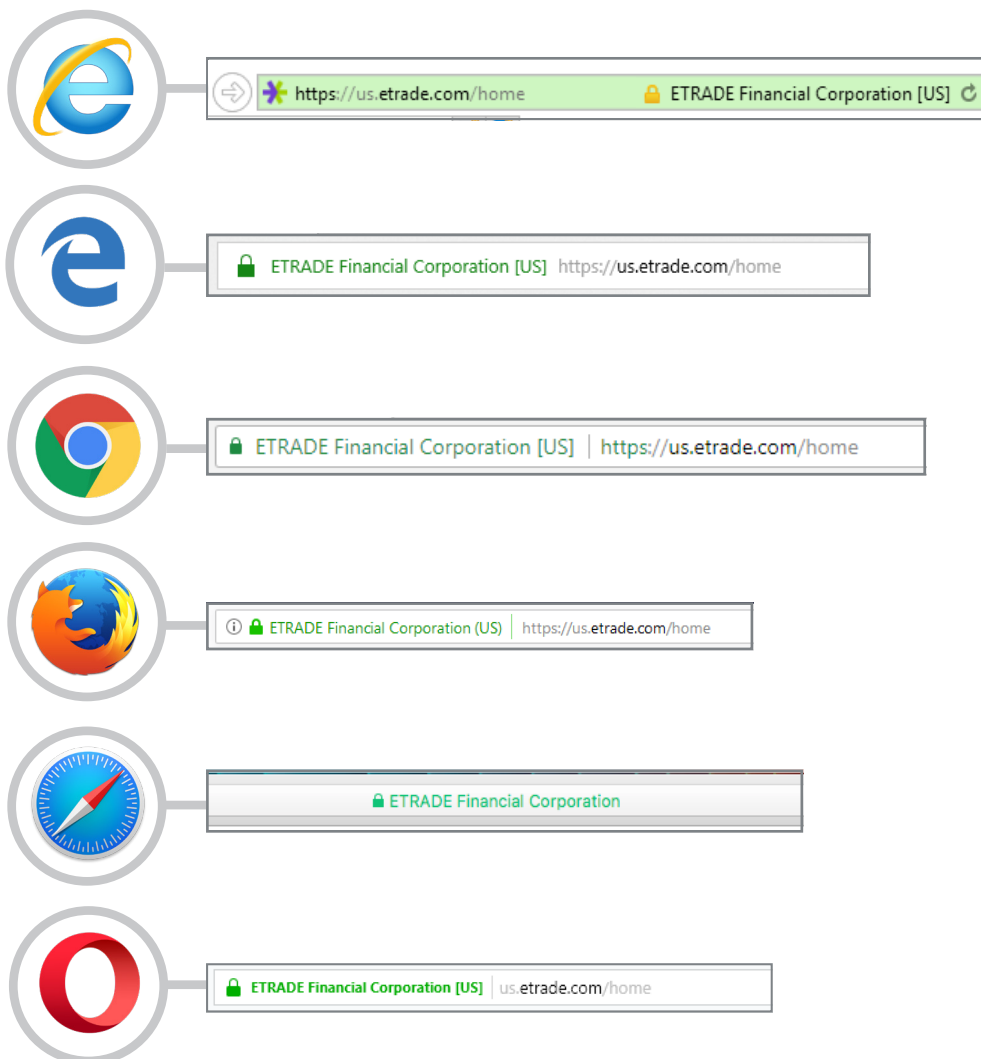 https://us.etrade.com/home ETRADE Financial Corporation [US]
ETRADE Financial Corporation [US] https://us.etrade.com/home
ETRADE Financial Corporation [US] https://us.etrade.com/home
ETRADE Financial Corporation (US) https://us.etrade.com/home
ETRADE Financial Corporation
ETRADE Financial Corporation [US] us.etrade.com/home